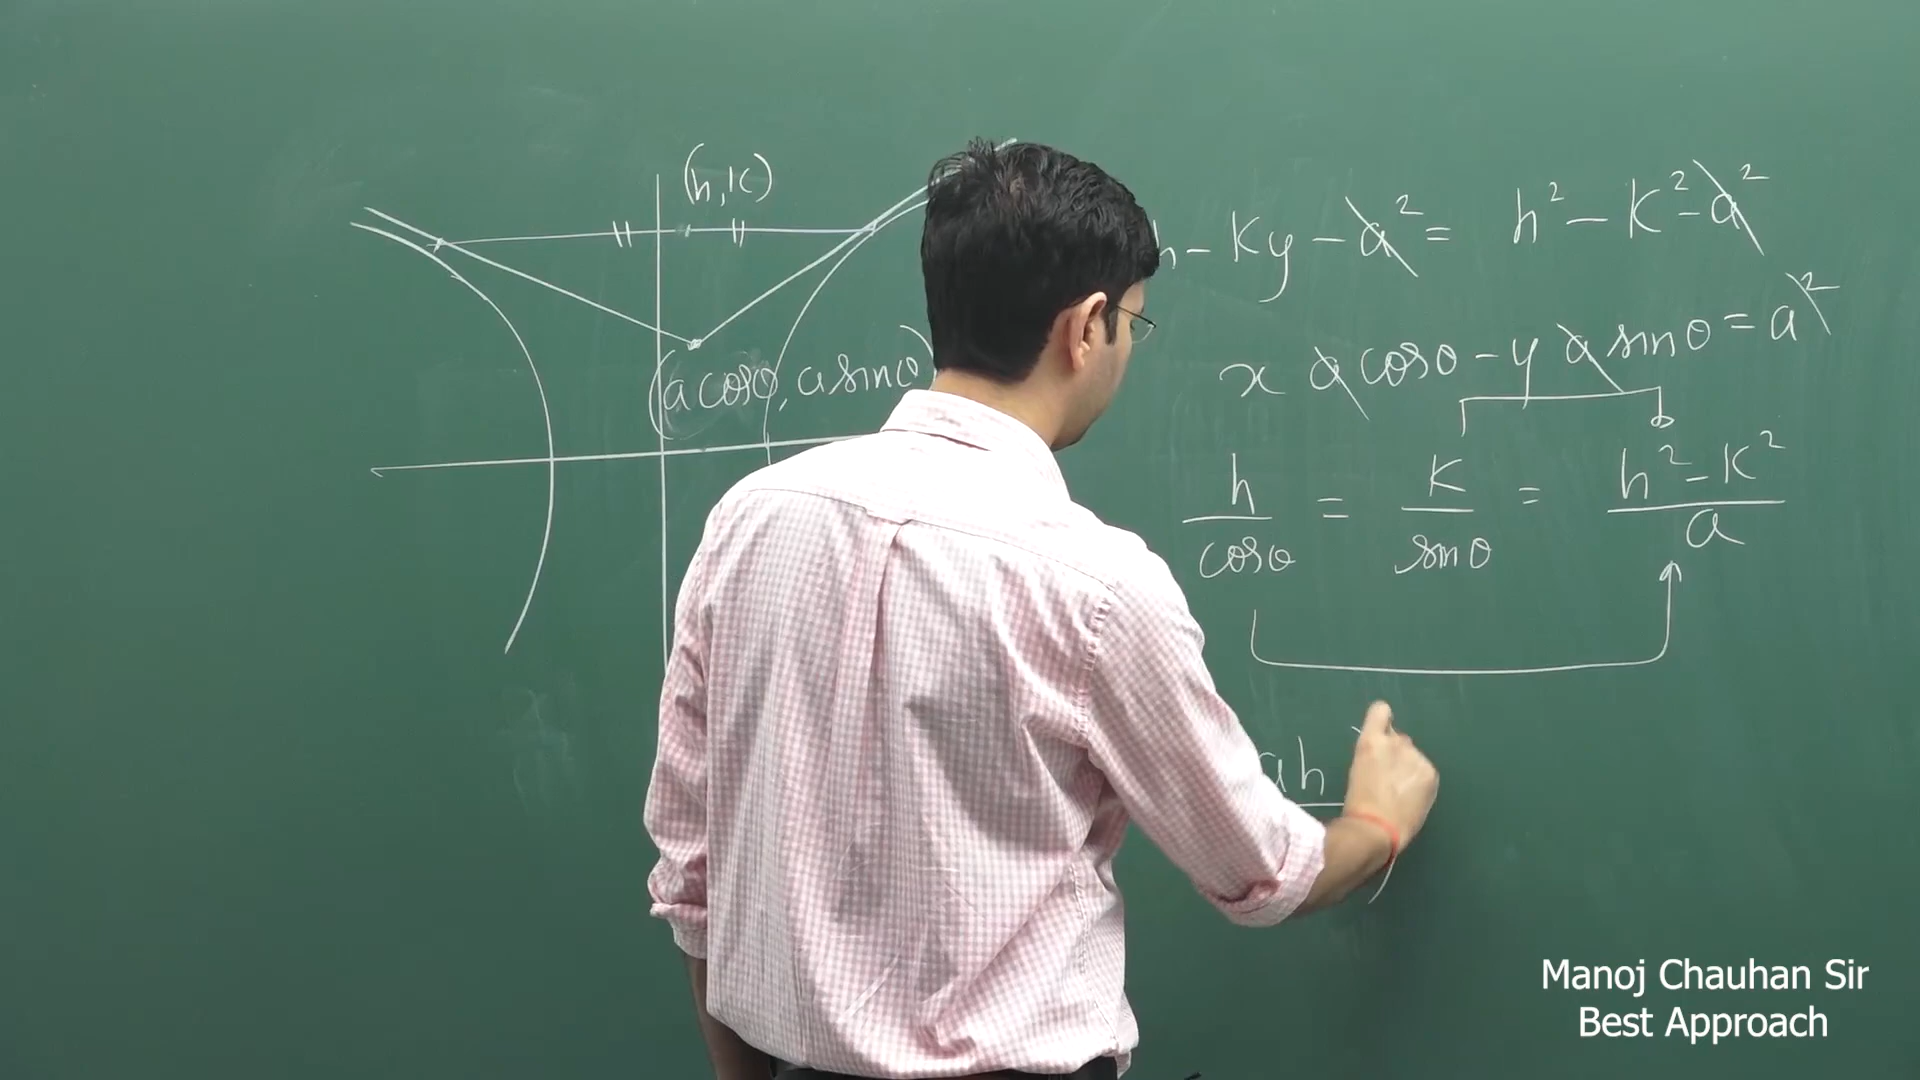 (h,k)
(a cosθ, a sinθ)
h - Ky - a² = h² - K² - a²
x a cosθ - y a sinθ = a²
h/cosθ = K/sinθ = h² - K²/a
ah
Manoj Chauhan Sir
Best Approach